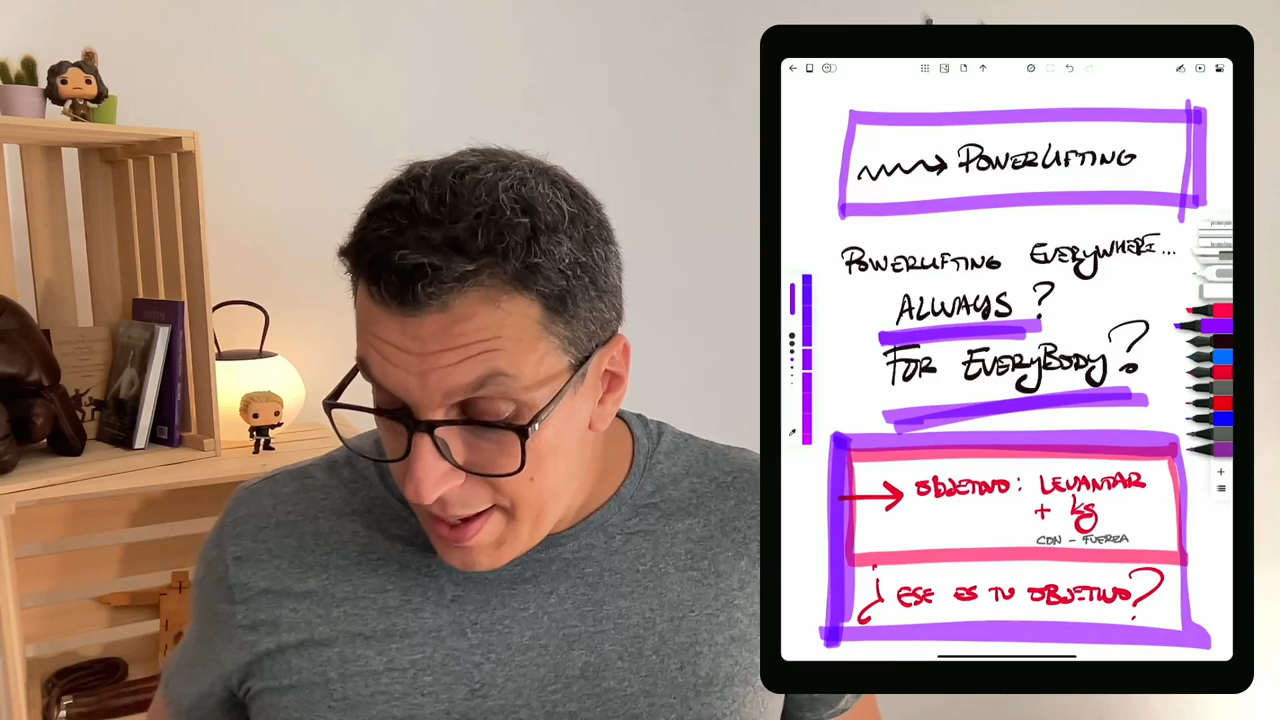 POWERLIFTING
POWERLIFTING EVERYWHERE...
ALWAYS?
FOR EVERYBODY?
OBJETIVO: LEVANTAR
+ kg
CON - FUERZA
¿ESE ES TU OBJETIVO?